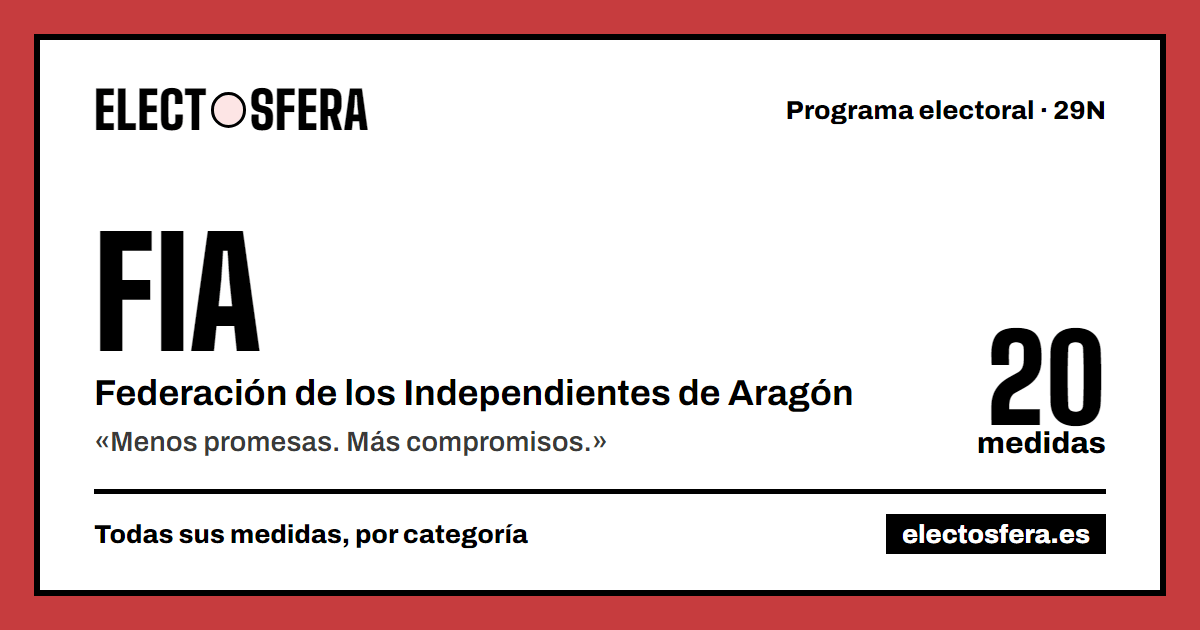 ELECTOSFERA
Programa electoral · 29N
FIA
Federación de los Independientes de Aragón
«Menos promesas. Más compromisos.»
20
medidas
Todas sus medidas, por categoría
electosfera.es